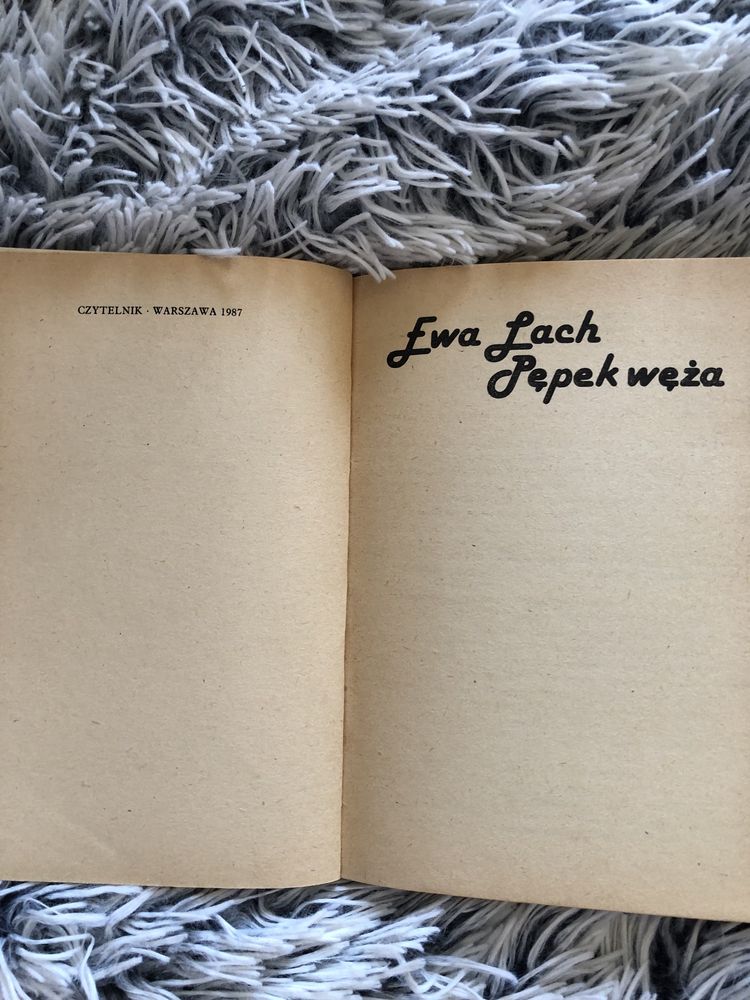 CZYTELNIK · WARSZAWA 1987
Ewa Lach
Pępek węża